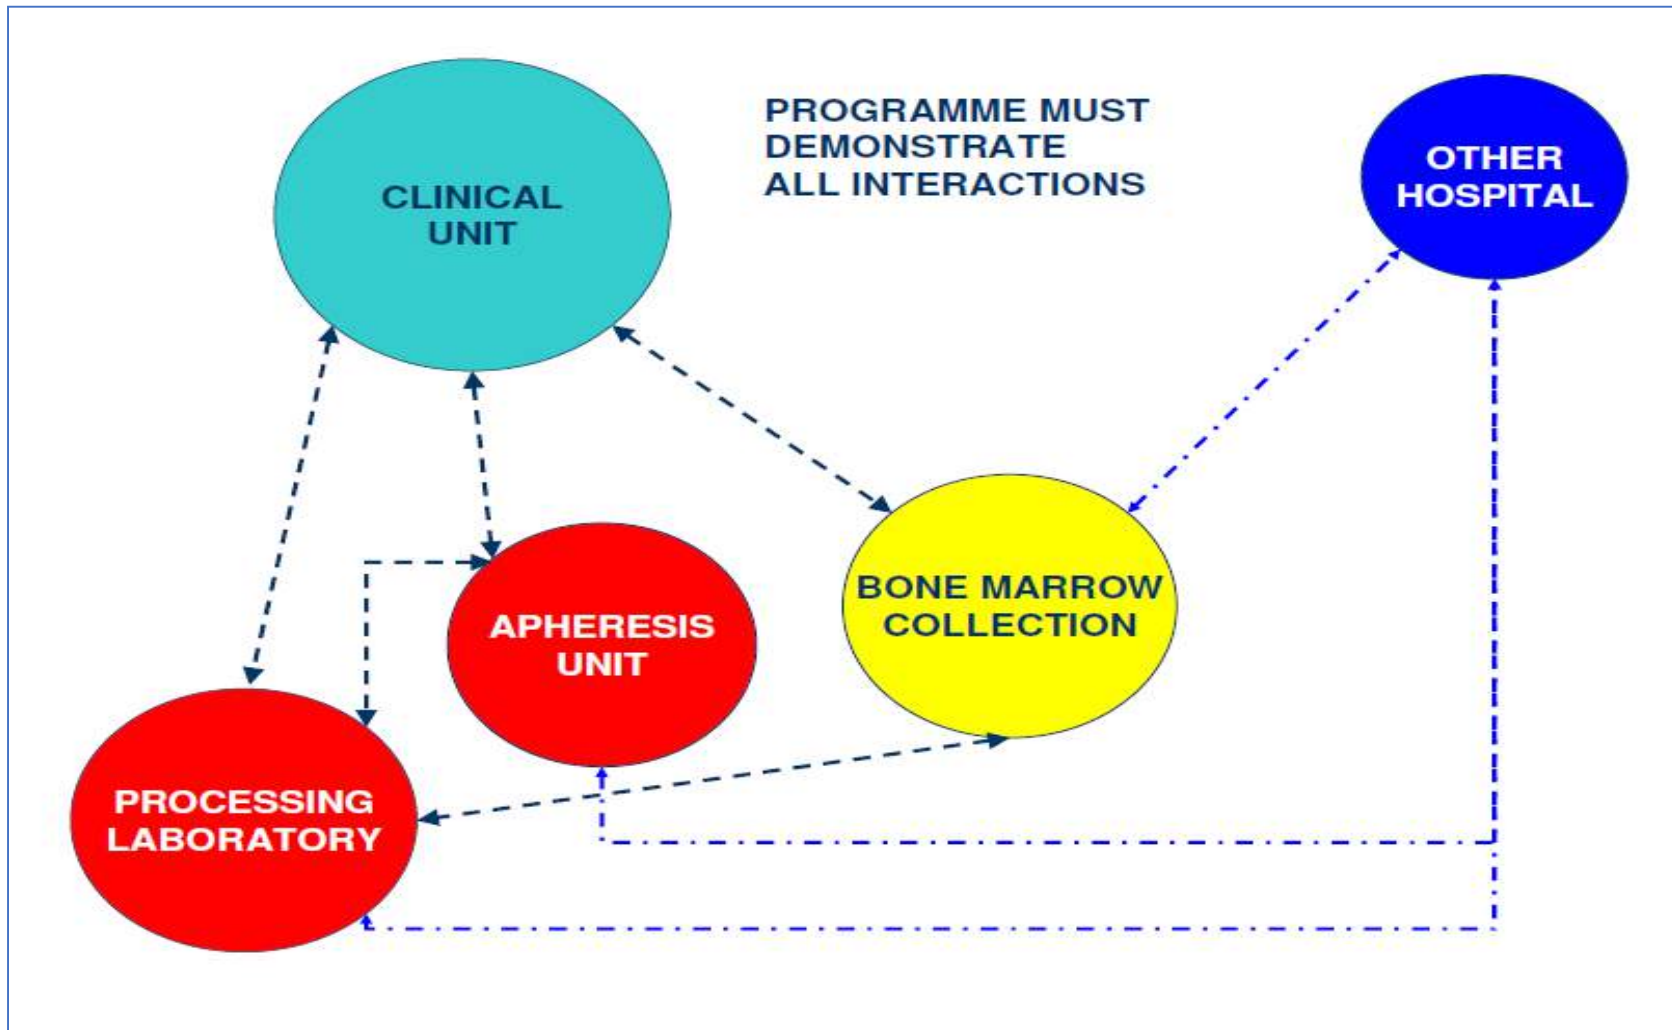 PROGRAMME MUST
DEMONSTRATE
ALL INTERACTIONS
CLINICAL
UNIT
OTHER
HOSPITAL
APHERESIS
UNIT
BONE MARROW
COLLECTION
PROCESSING
LABORATORY